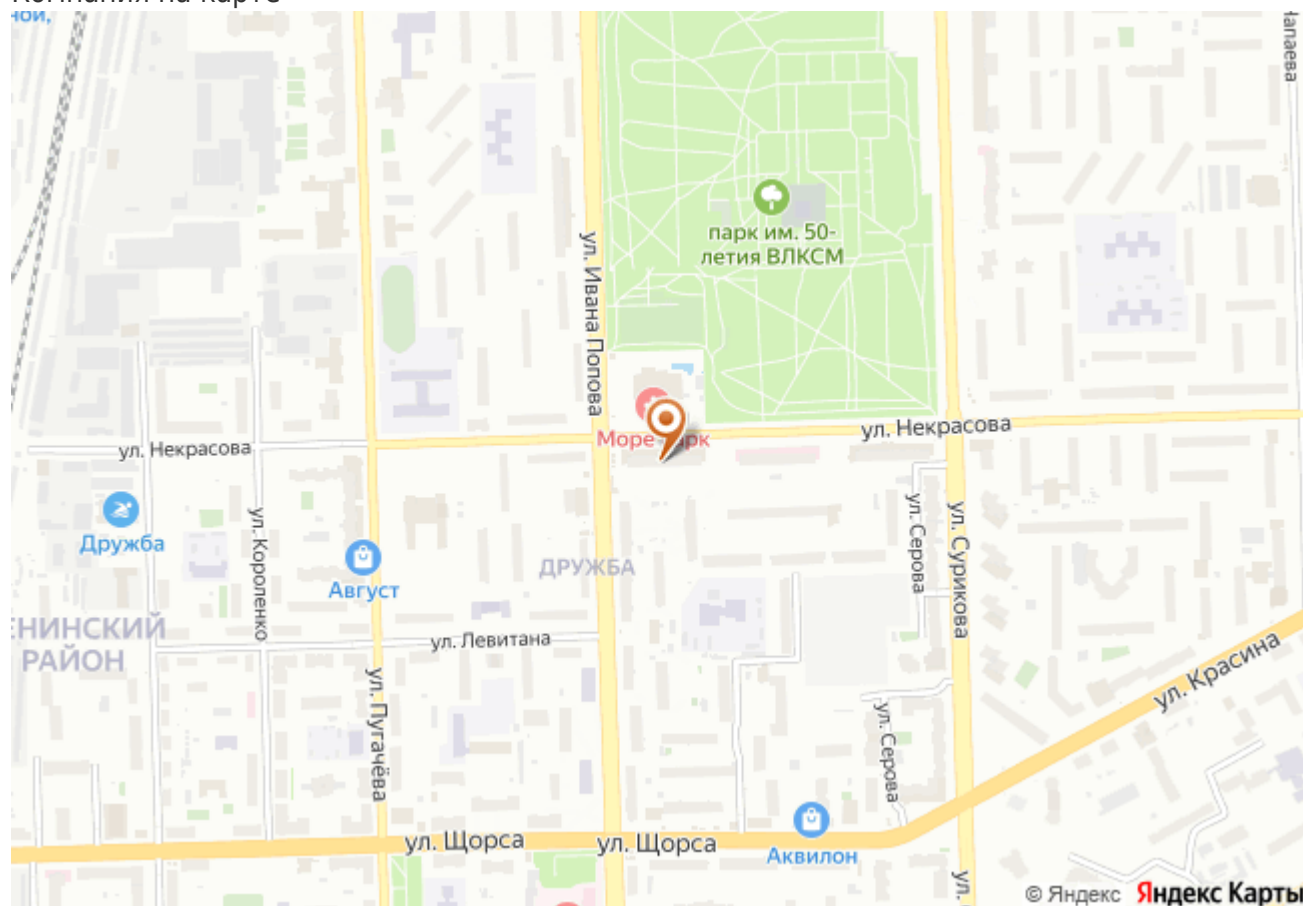 ул. Ивана Попова
парк им. 50-
летия ВЛКСМ
Море
ул. Некрасова
ул. Некрасова
Дружба
ул. Короленко
Август
ДРУЖБА
ул. Серова
ул. Сурикова
РАЙОН
ул. Левитана
ул. Пугачёва
ул. Красина
ул. Серова
ул. Щорса
ул. Щорса
Аквилон
ул.
© Яндекс Яндекс Карты